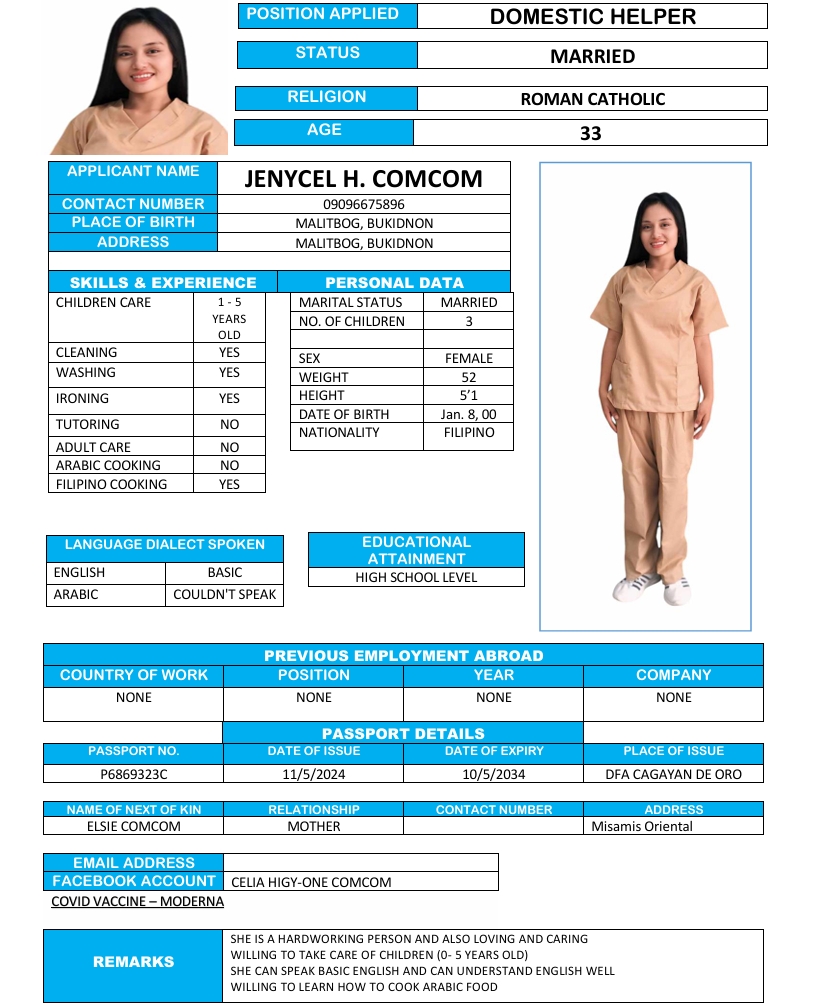 POSITION APPLIED DOMESTIC HELPER
STATUS MARRIED
RELIGION ROMAN CATHOLIC
AGE 33
APPLICANT NAME JENYCEL H. COMCOM
CONTACT NUMBER 09096675896
PLACE OF BIRTH MALITBOG, BUKIDNON
ADDRESS MALITBOG, BUKIDNON
SKILLS & EXPERIENCE PERSONAL DATA
CHILDREN CARE 1 - 5
YEARS
OLD
CLEANING YES
WASHING YES
IRONING YES
TUTORING NO
ADULT CARE NO
ARABIC COOKING NO
FILIPINO COOKING YES
MARITAL STATUS MARRIED
NO. OF CHILDREN 3
SEX FEMALE
WEIGHT 52
HEIGHT 5’1
DATE OF BIRTH Jan. 8, 00
NATIONALITY FILIPINO
LANGUAGE DIALECT SPOKEN
ENGLISH BASIC
ARABIC COULDN'T SPEAK
EDUCATIONAL
ATTAINMENT
HIGH SCHOOL LEVEL
PREVIOUS EMPLOYMENT ABROAD
COUNTRY OF WORK POSITION YEAR COMPANY
NONE NONE NONE NONE
PASSPORT DETAILS
PASSPORT NO. DATE OF ISSUE DATE OF EXPIRY PLACE OF ISSUE
P6869323C 11/5/2024 10/5/2034 DFA CAGAYAN DE ORO
NAME OF NEXT OF KIN RELATIONSHIP CONTACT NUMBER ADDRESS
ELSIE COMCOM MOTHER Misamis Oriental
EMAIL ADDRESS
FACEBOOK ACCOUNT CELIA HIGY-ONE COMCOM
COVID VACCINE – MODERNA
REMARKS
SHE IS A HARDWORKING PERSON AND ALSO LOVING AND CARING
WILLING TO TAKE CARE OF CHILDREN (0- 5 YEARS OLD)
SHE CAN SPEAK BASIC ENGLISH AND CAN UNDERSTAND ENGLISH WELL
WILLING TO LEARN HOW TO COOK ARABIC FOOD